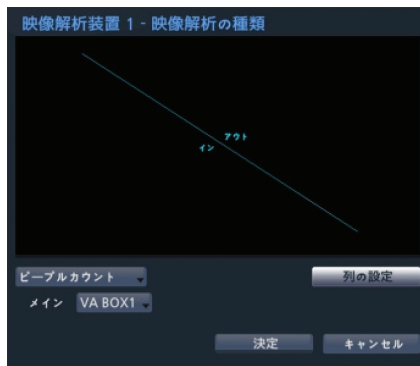 映像解析装置 1 - 映像解析の種類
アウト
イン
ピープルカウント
列の設定
メイン VA BOX1
決定
キャンセル